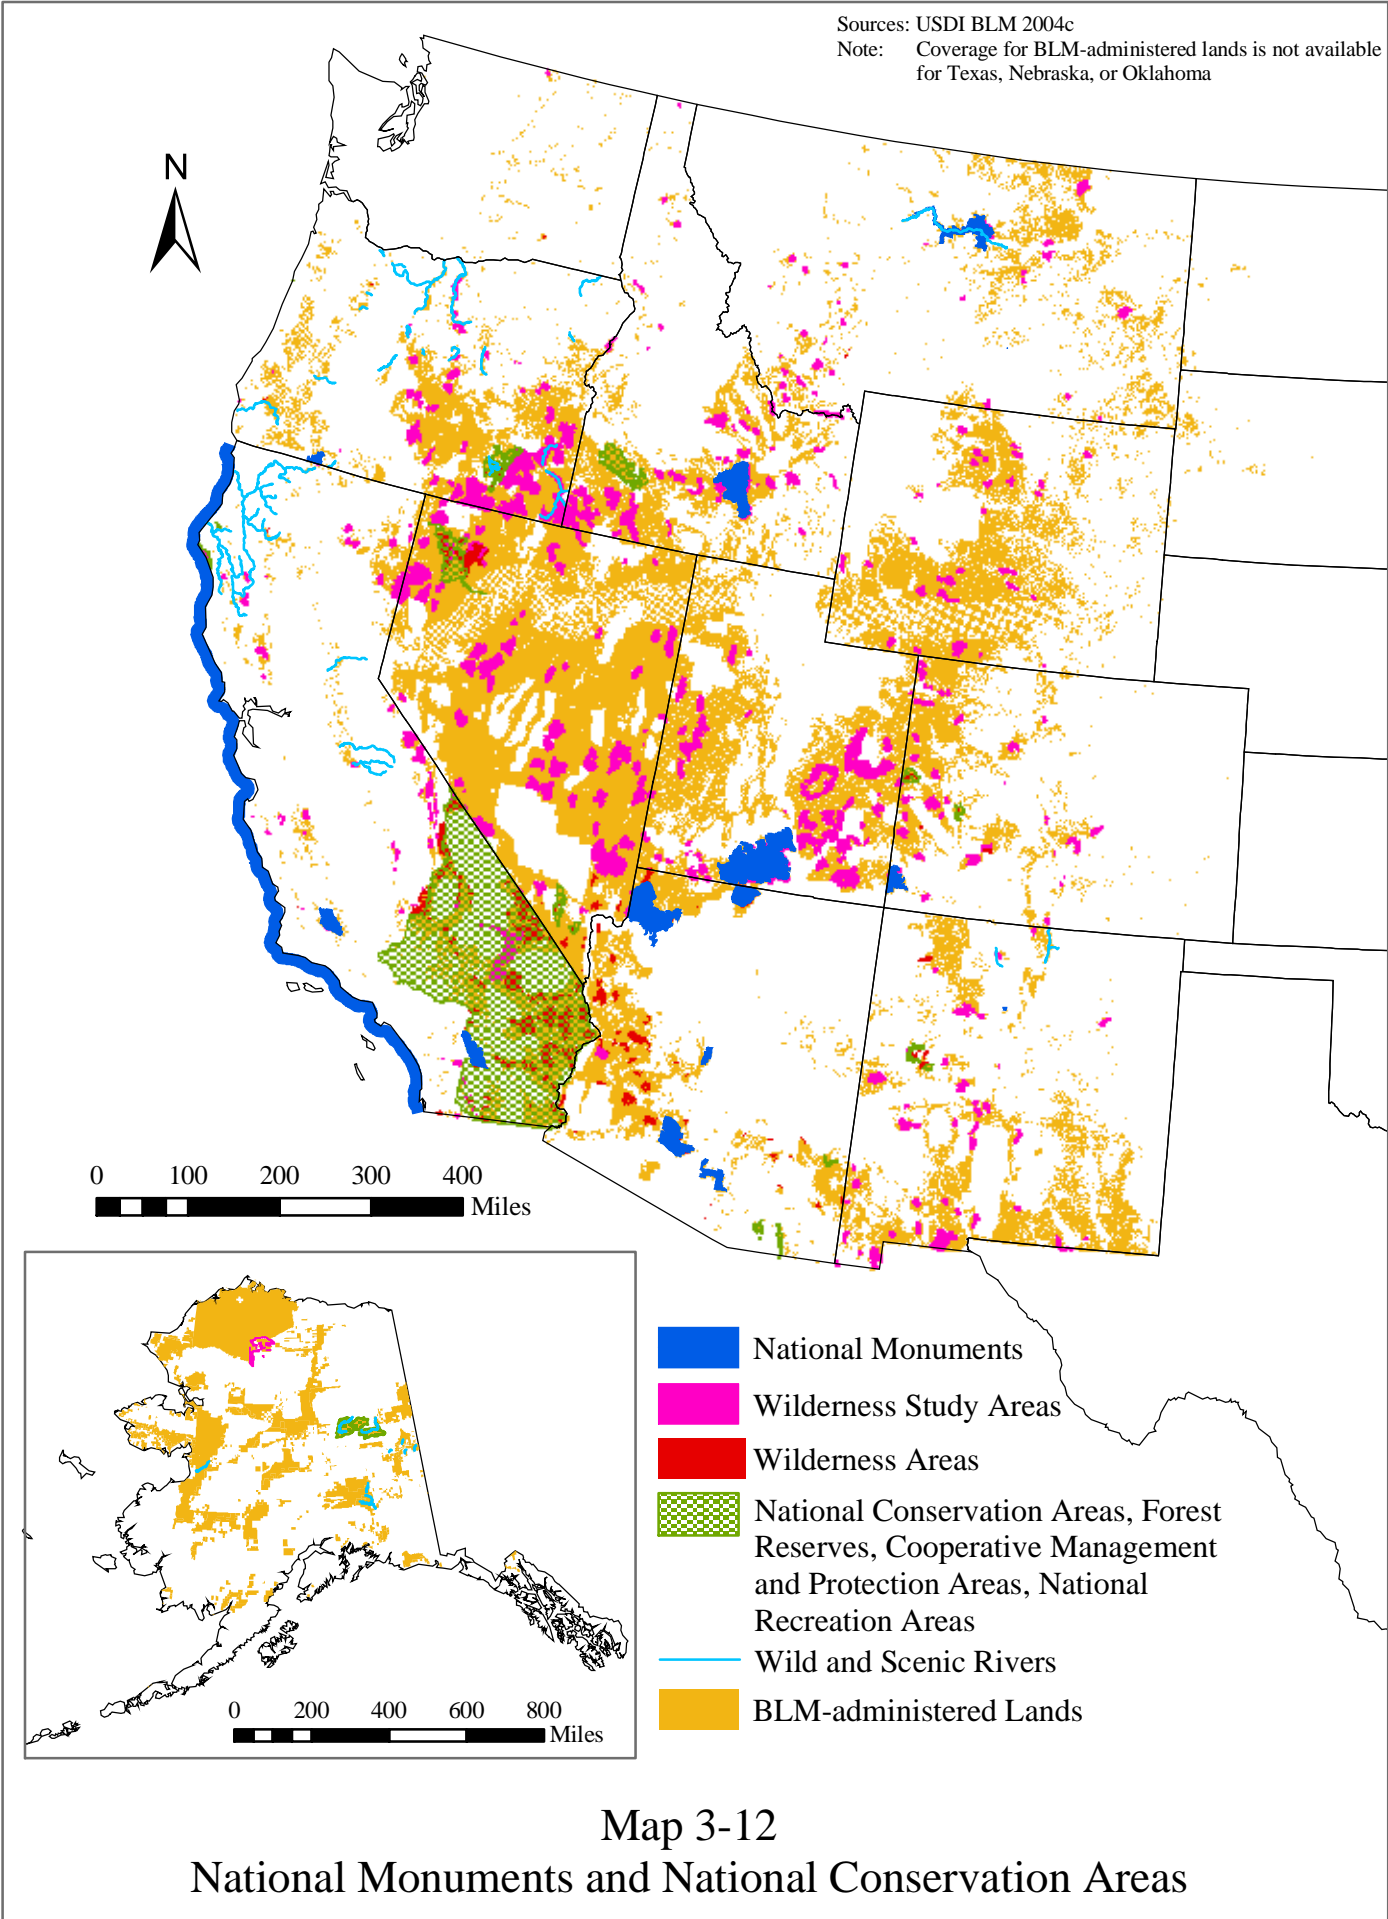 Sources: USDI BLM 2004c
Note: Coverage for BLM-administered lands is not available
for Texas, Nebraska, or Oklahoma
N
0 100 200 300 400
Miles
National Monuments
Wilderness Study Areas
Wilderness Areas
National Conservation Areas, Forest
Reserves, Cooperative Management
and Protection Areas, National
Recreation Areas
Wild and Scenic Rivers
BLM-administered Lands
0 200 400 600 800
Miles
Map 3-12
National Monuments and National Conservation Areas